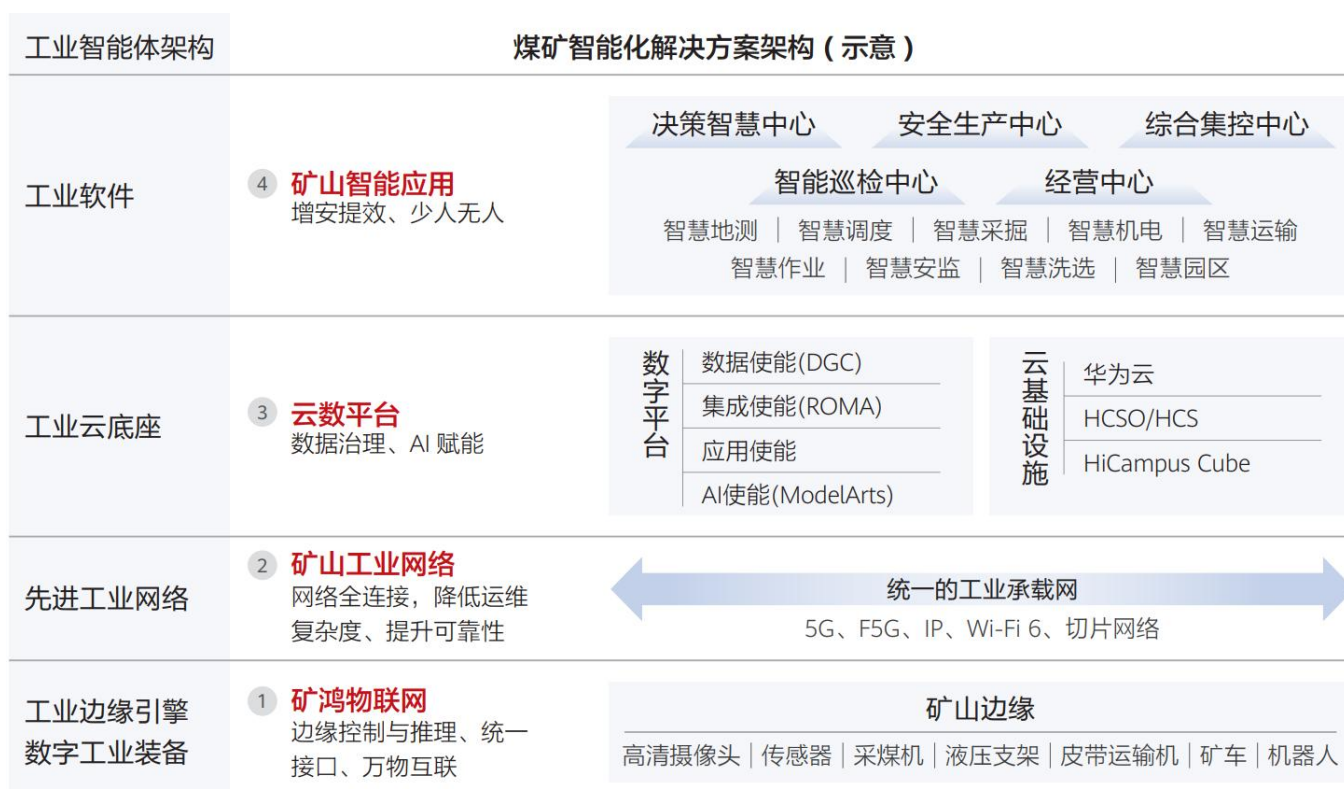 工业智能体架构
煤矿智能化解决方案架构（示意）
工业软件
4 矿山智能应用
增安提效、少人无人
决策智慧中心 安全生产中心 综合集控中心
智能巡检中心 经营中心
智慧地测｜智慧调度｜智慧采掘｜智慧机电｜智慧运输
智慧作业｜智慧安监｜智慧洗选｜智慧园区
工业云底座
3 云数平台
数据治理、AI 赋能
数字平台
数据使能(DGC)
集成使能(ROMA)
应用使能
AI使能(ModelArts)
云基础设施
华为云
HCSO/HCS
HiCampus Cube
先进工业网络
2 矿山工业网络
网络全连接，降低运维
复杂度、提升可靠性
统一的工业承载网
5G、F5G、IP、Wi-Fi 6、切片网络
工业边缘引擎
数字工业装备
1 矿鸿物联网
边缘控制与推理、统一
接口、万物互联
矿山边缘
高清摄像头｜传感器｜采煤机｜液压支架｜皮带运输机｜矿车｜机器人